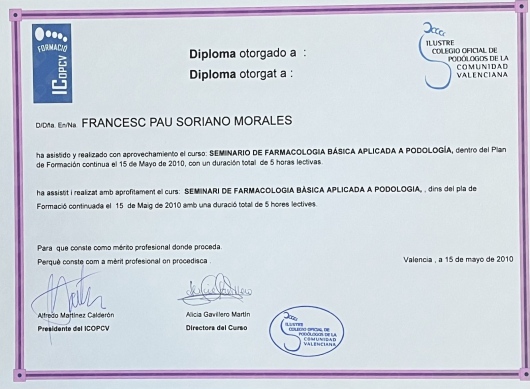 FORMACIÓ
ICOPCV
ILUSTRE
COLEGIO OFICIAL DE
PODÓLOGOS DE LA
COMUNIDAD
VALENCIANA
Diploma otorgado a :
Diploma otorgat a :
D/Dña. En/Na. FRANCESC PAU SORIANO MORALES
ha asistido y realizado con aprovechamiento el curso: SEMINARIO DE FARMACOLOGIA BÁSICA APLICADA A PODOLOGÍA, dentro del Plan
de Formación continua el 15 de Mayo de 2010, con un duración total de 5 horas lectivas.
ha assistit i realizat amb aprofitament el curs: SEMINARI DE FARMACOLOGIA BÀSICA APLICADA A PODOLOGIA, , dins del pla de
Formació continuada el 15 de Maig de 2010 amb una duració total de 5 hores lectives.
Para que conste como mérito profesional donde proceda.
Perquè conste com a mèrit profesional on procedisca .
Valencia , a 15 de mayo de 2010
Alfredo Martínez Calderón
Presidente del ICOPCV
Alicia Gavillero Martín
Directora del Curso
ILUSTRE
COLEGIO OFICIAL DE
PODÓLOGOS DE LA
COMUNIDAD
VALENCIANA